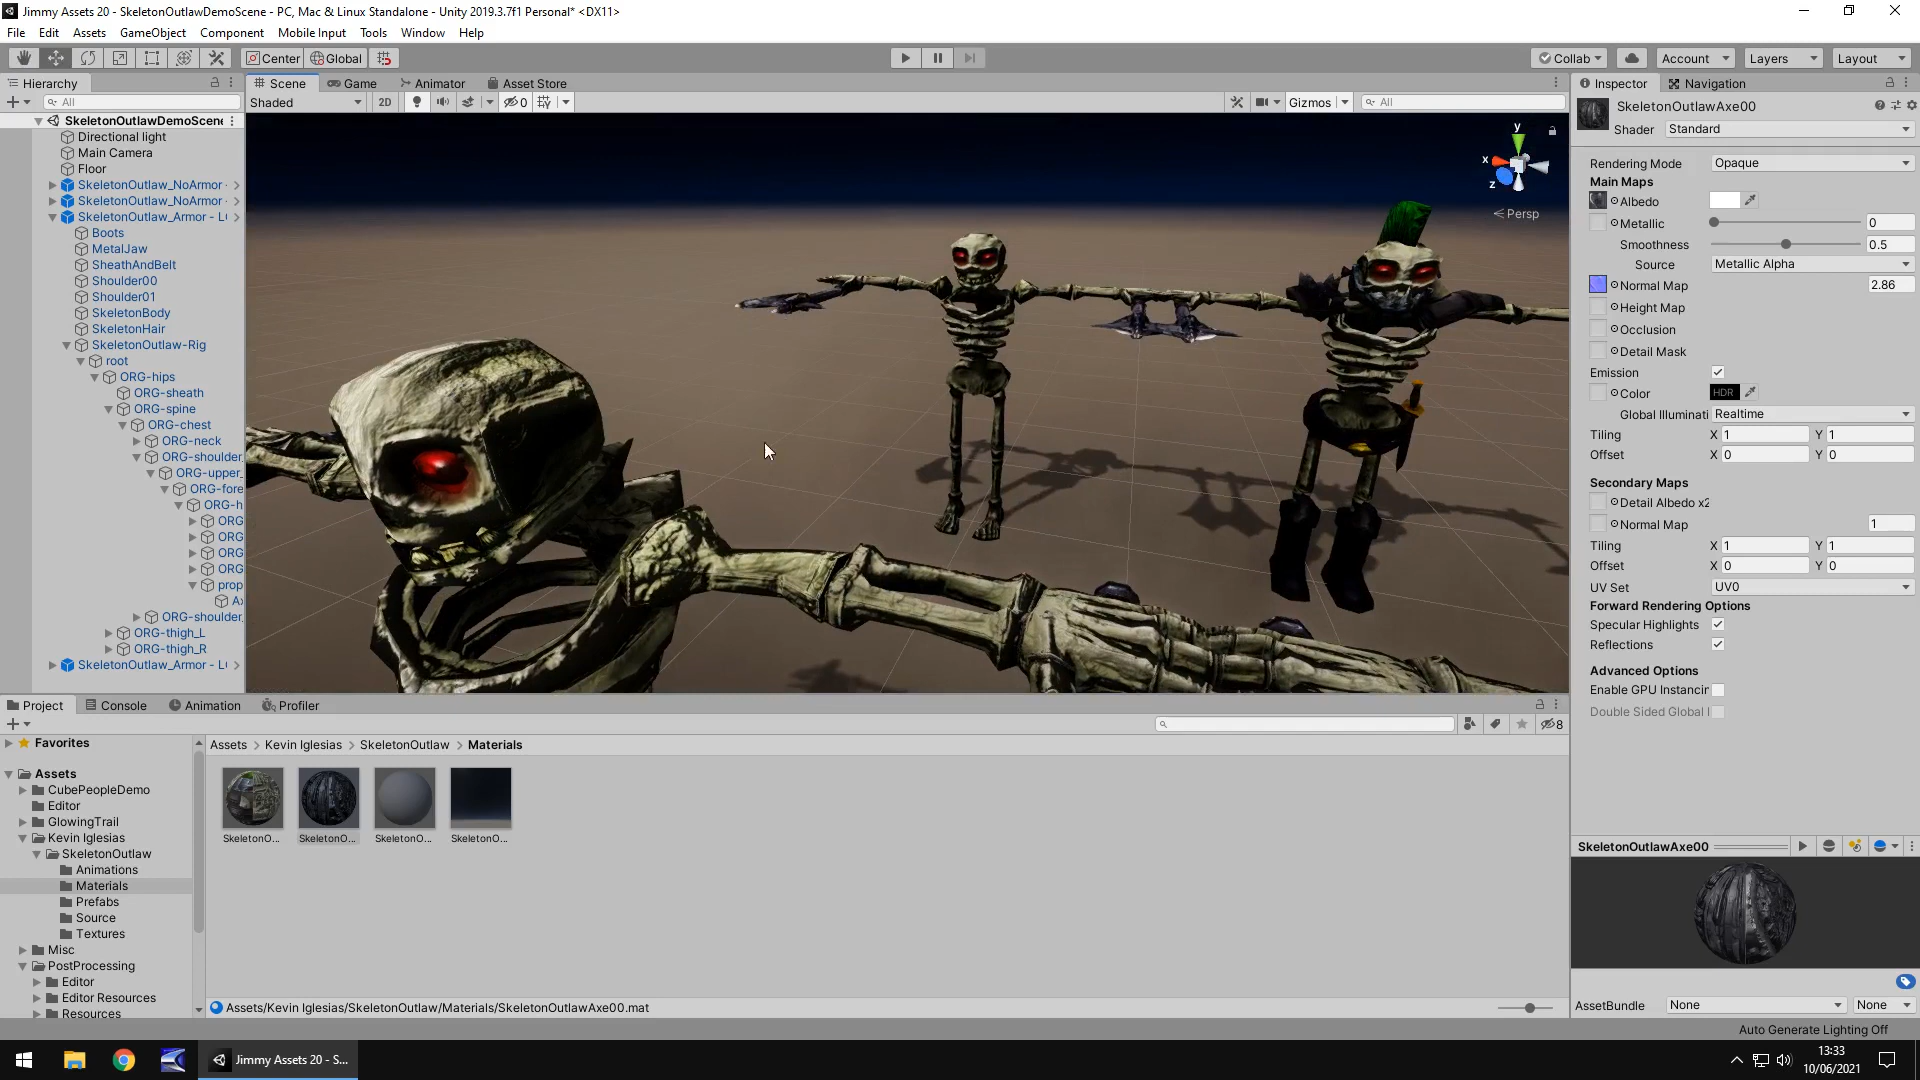 Jimmy Assets 20 - SkeletonOutlawDemoScene - PC, Mac & Linux Standalone - Unity 2019.3.7f1 Personal* <DX11>
File Edit Assets GameObject Component Mobile Input Tools Window Help
Center Global Collab Account Layers Layout
Hierarchy
All
SkeletonOutlawDemoScene
Directional light
Main Camera
Floor
SkeletonOutlaw_NoArmor -
SkeletonOutlaw_NoArmor -
SkeletonOutlaw_Armor - L
Boots
MetalJaw
SheathAndBelt
Shoulder00
Shoulder01
SkeletonBody
SkeletonHair
SkeletonOutlaw-Rig
root
ORG-hips
ORG-sheath
ORG-spine
ORG-chest
ORG-neck
ORG-shoulder
ORG-upper_
ORG-fore
ORG-h
ORG
ORG
ORG
ORG
prop
Ax
ORG-shoulder
ORG-thigh_L
ORG-thigh_R
SkeletonOutlaw_Armor - L
Scene Game Animator Asset Store
Shaded 2D 0 Gizmos All
y
x
z
Persp
Inspector Navigation
SkeletonOutlawAxe00
Shader Standard
Rendering Mode Opaque
Main Maps
Albedo
Metallic 0
Smoothness 0.5
Source Metallic Alpha
Normal Map 2.86
Height Map
Occlusion
Detail Mask
Emission
Color HDR
Global Illuminati Realtime
Tiling X 1 Y 1
Offset X 0 Y 0
Secondary Maps
Detail Albedo x2
Normal Map 1
Tiling X 1 Y 1
Offset X 0 Y 0
UV Set UV0
Forward Rendering Options
Specular Highlights
Reflections
Advanced Options
Enable GPU Instancin
Double Sided Global I
SkeletonOutlawAxe00
AssetBundle None None
Auto Generate Lighting Off
Project Console Animation Profiler
8
Favorites
Assets
CubePeopleDemo
Editor
GlowingTrail
Kevin Iglesias
SkeletonOutlaw
Animations
Materials
Prefabs
Source
Textures
Misc
PostProcessing
Editor
Editor Resources
Resources
Assets > Kevin Iglesias > SkeletonOutlaw > Materials
SkeletonO... SkeletonO... SkeletonO... SkeletonO...
Assets/Kevin Iglesias/SkeletonOutlaw/Materials/SkeletonOutlawAxe00.mat
Jimmy Assets 20 - S...
13:33
10/06/2021